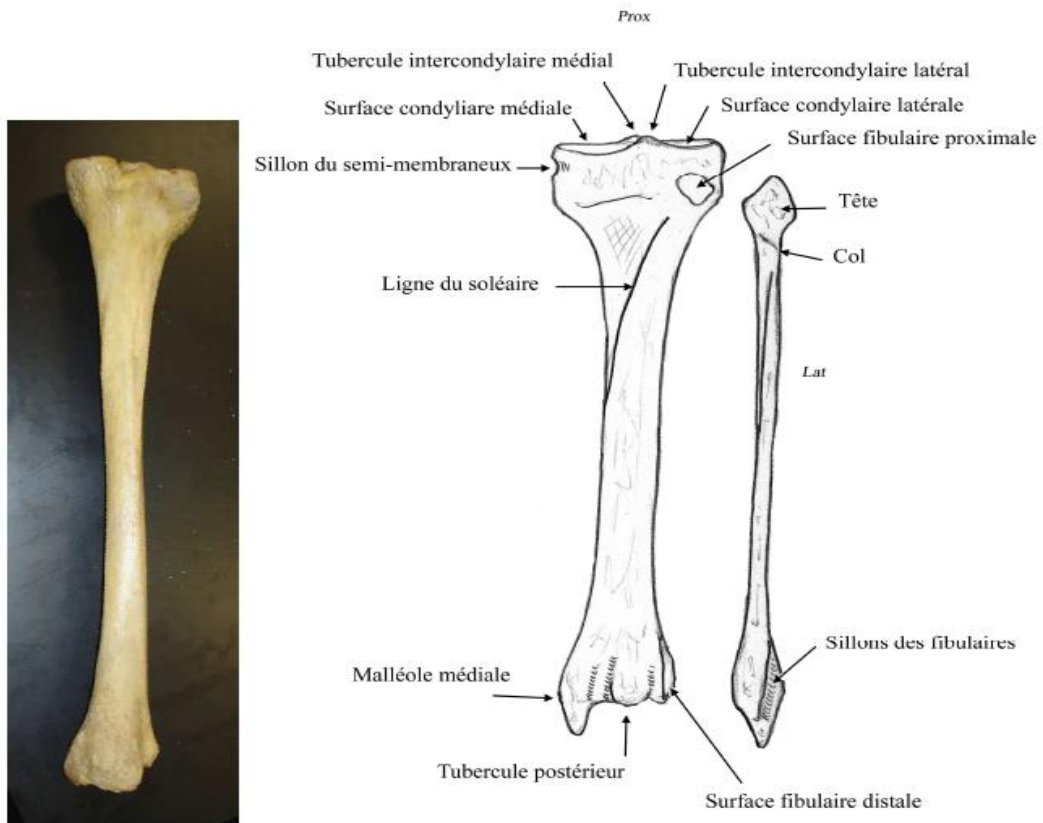 Prox
Tubercule intercondylaire médial
Tubercule intercondylaire latéral
Surface condyliare médiale
Surface condylaire latérale
Surface fibulaire proximale
Sillon du semi-membraneux
Tête
Col
Ligne du soléaire
Lat
Sillons des fibulaires
Malléole médiale
Tubercule postérieur
Surface fibulaire distale